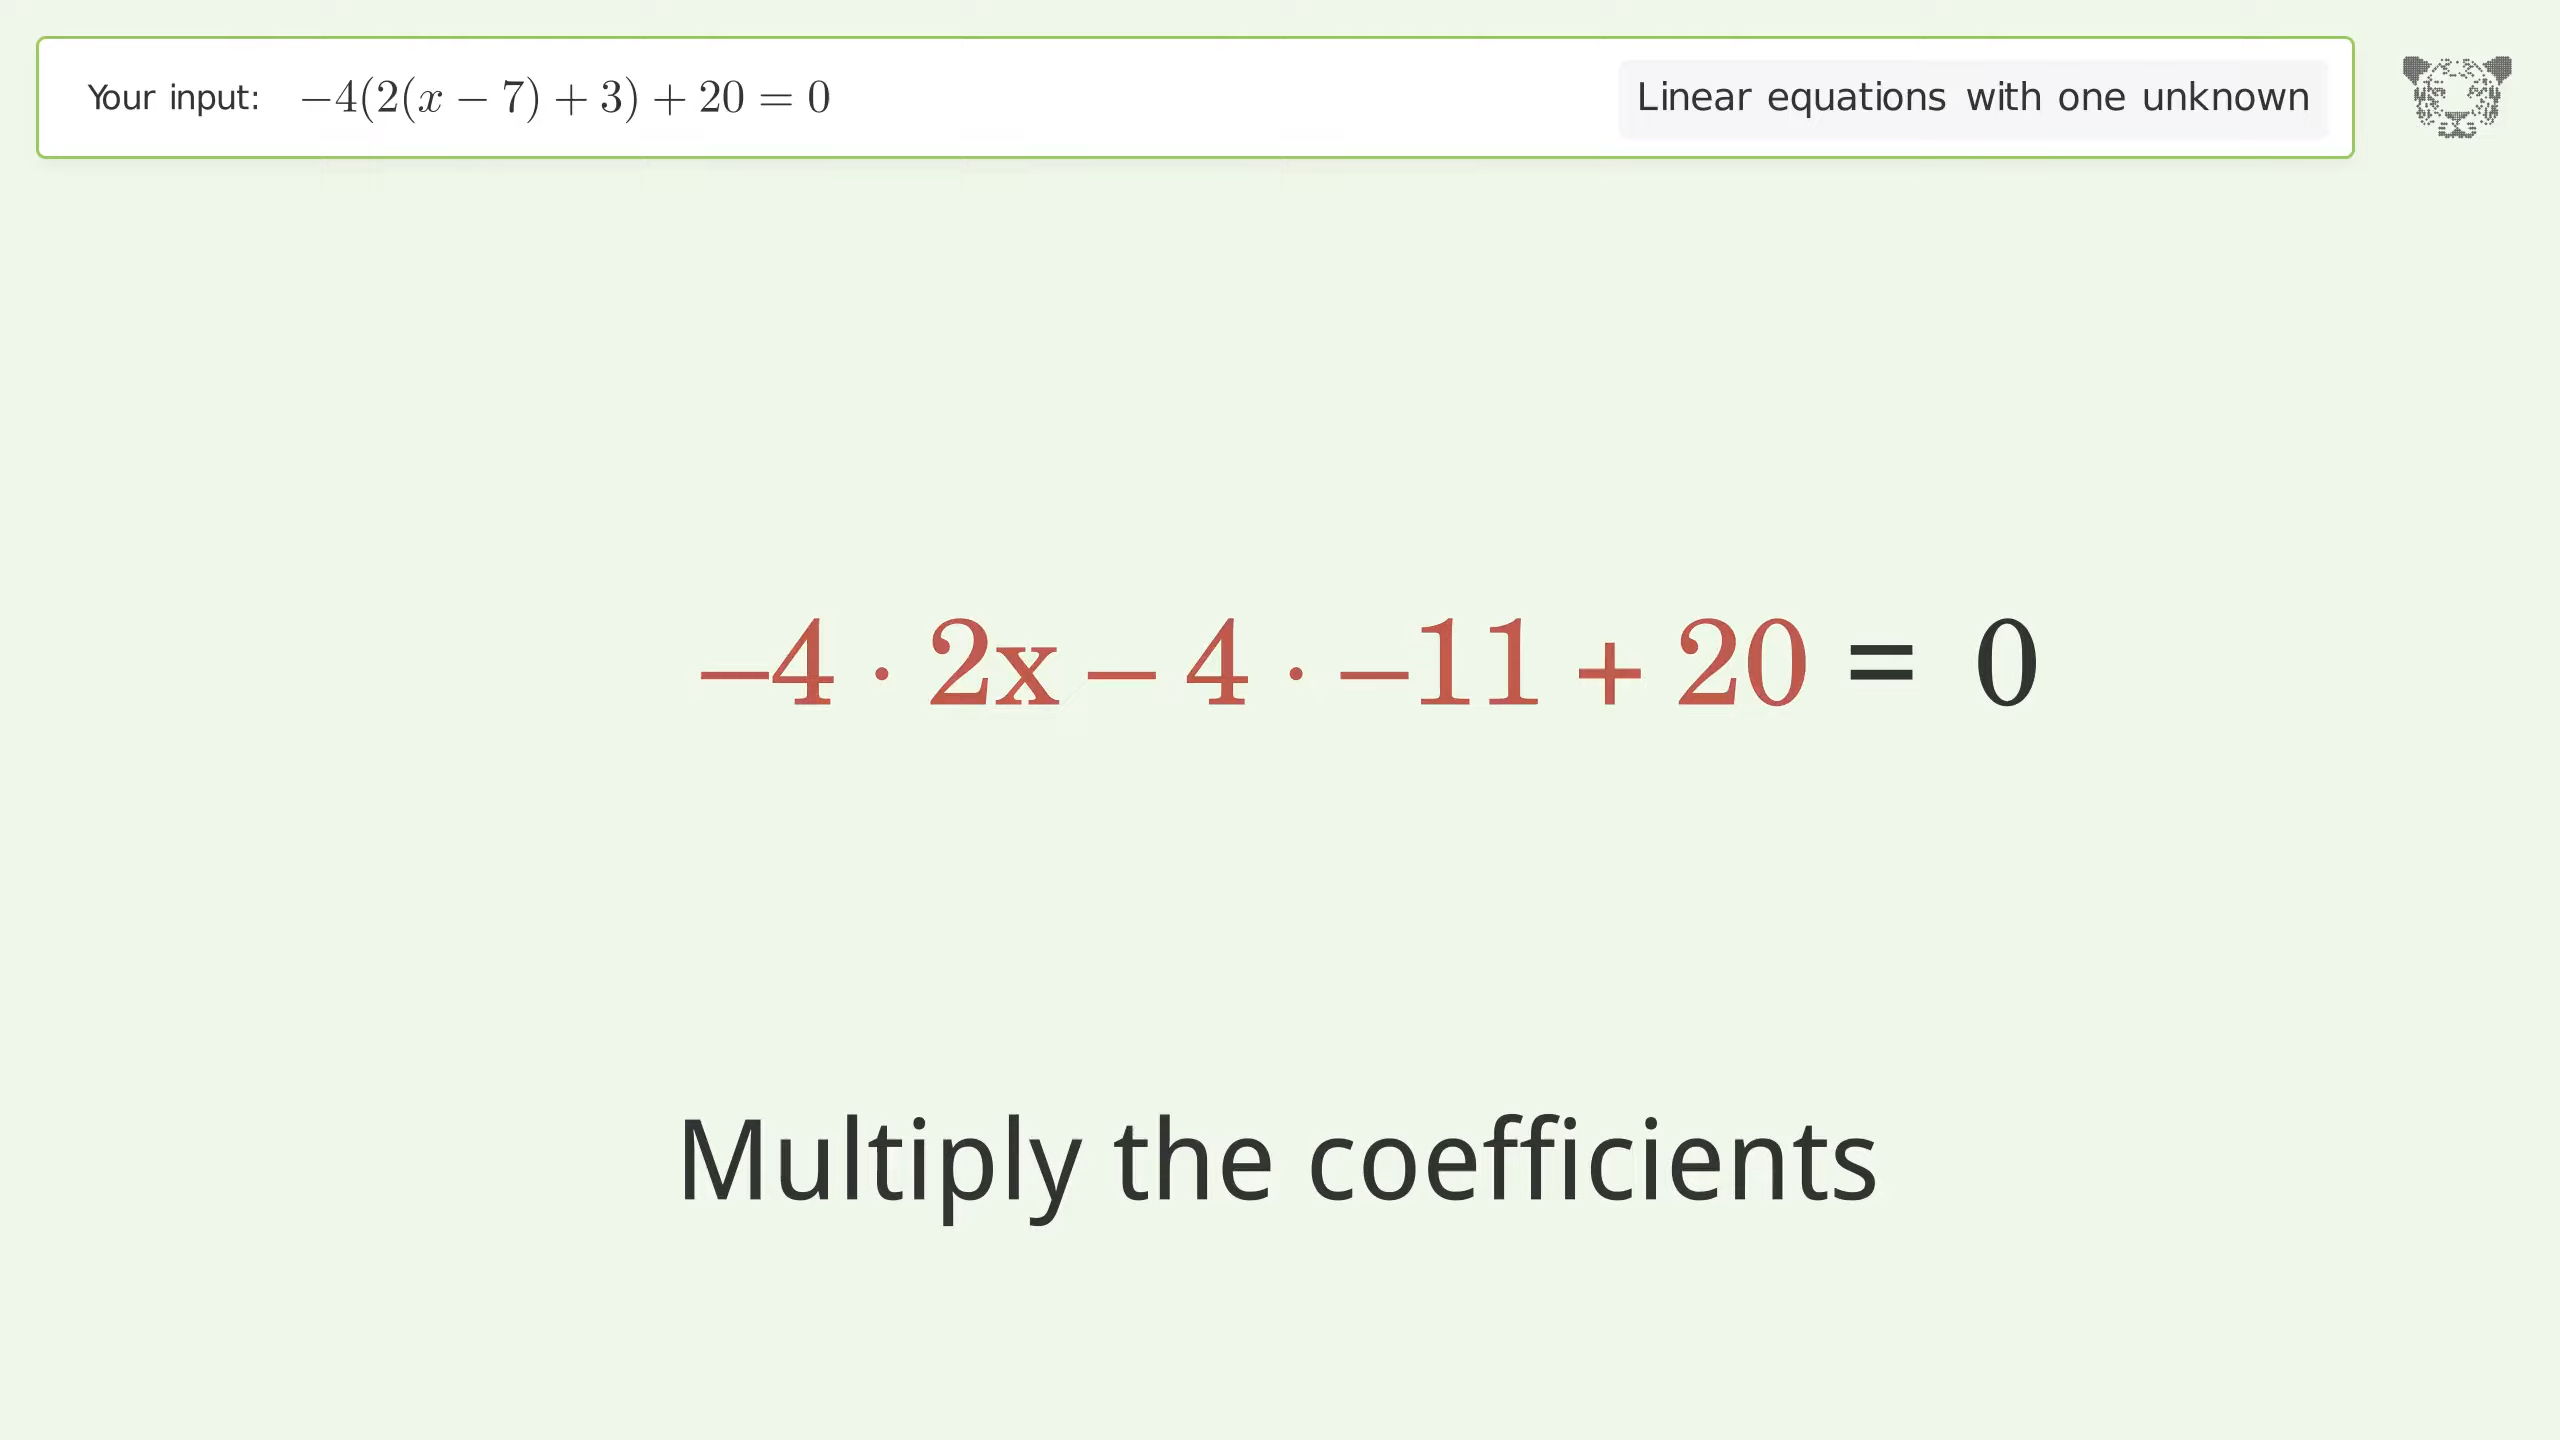 Your input: −4(2(x − 7) + 3) + 20 = 0
Linear equations with one unknown
−4 · 2x − 4 · −11 + 20 = 0
Multiply the coefficients